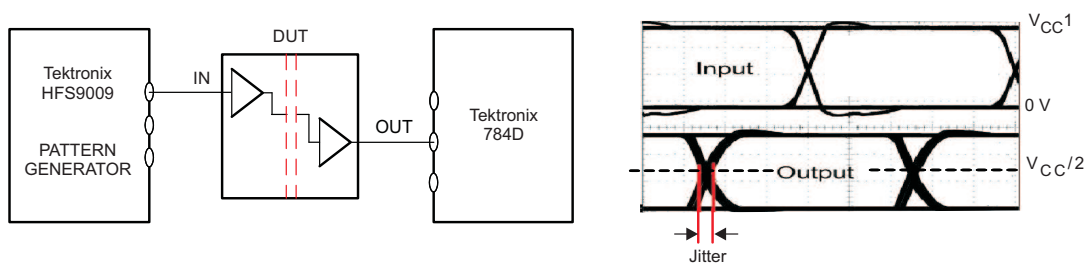 Tektronix
HFS9009
PATTERN
GENERATOR
IN
DUT
OUT
Tektronix
784D
Input
Output
Jitter
VCC1
0 V
VCC/2